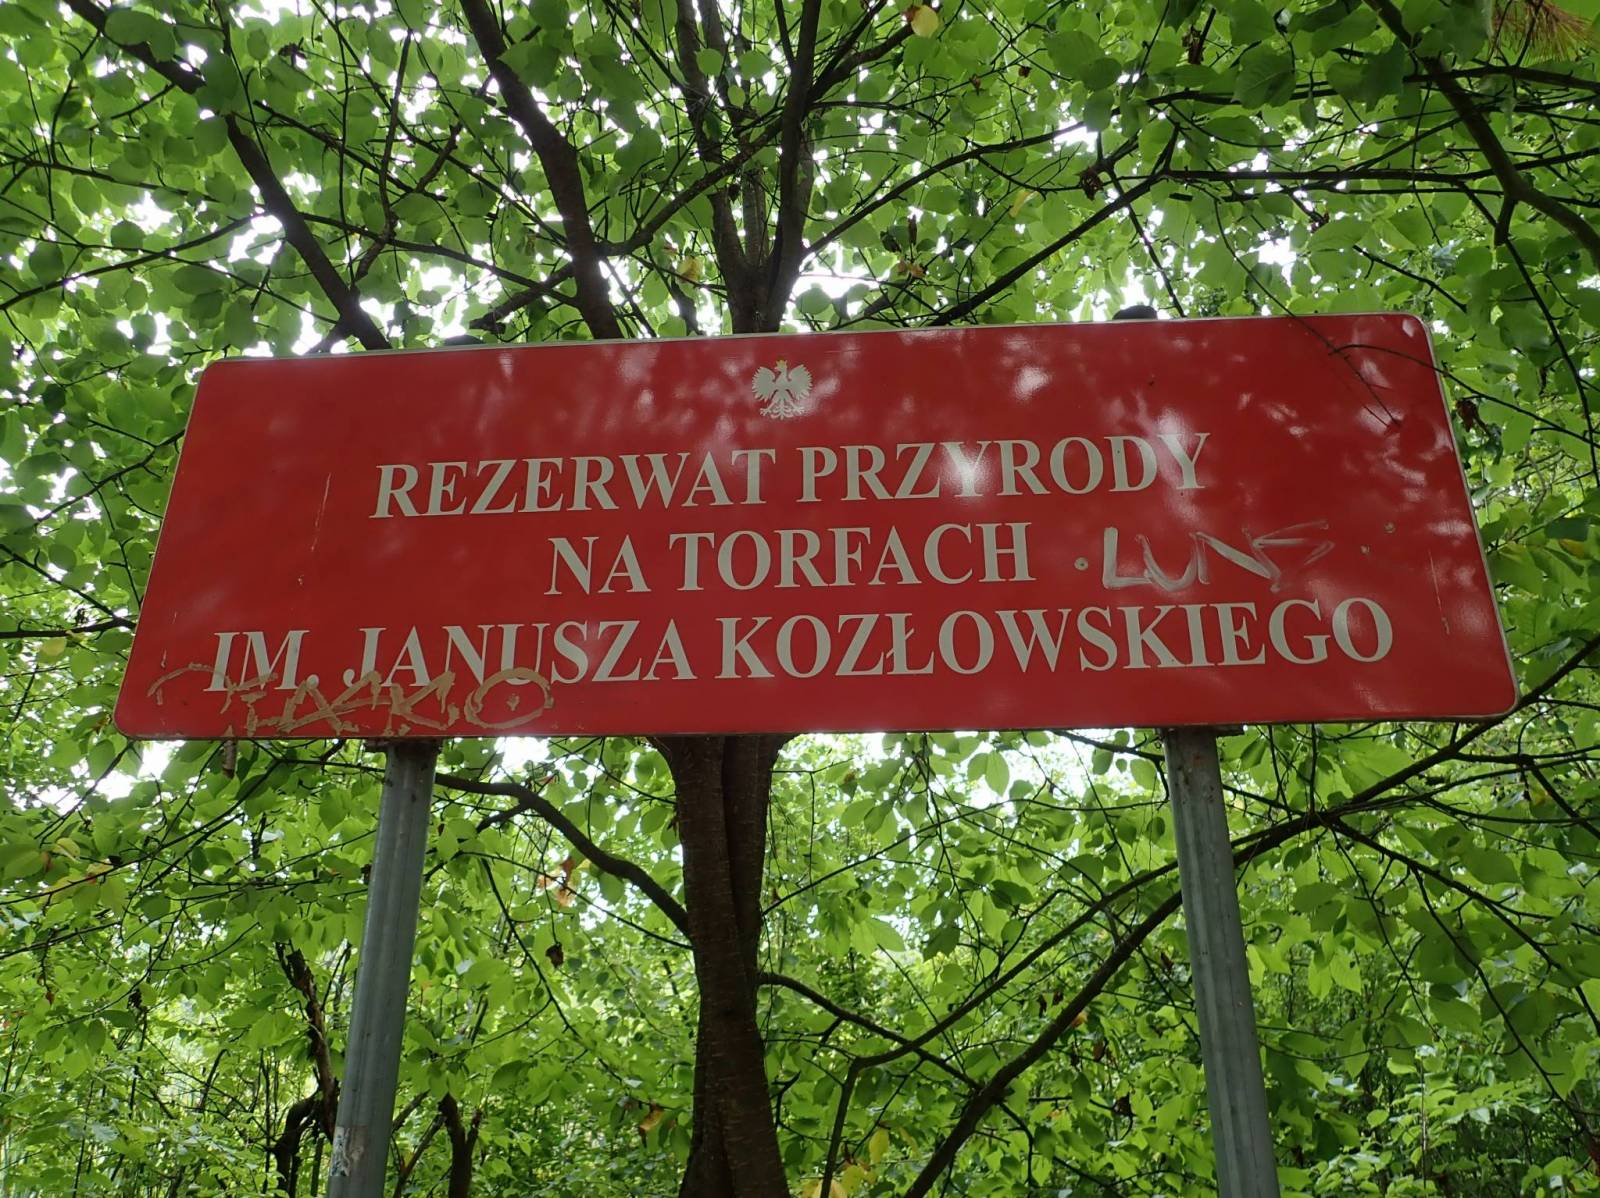 REZERWAT PRZYRODY
NA TORFACH
IM. JANUSZA KOZŁOWSKIEGO